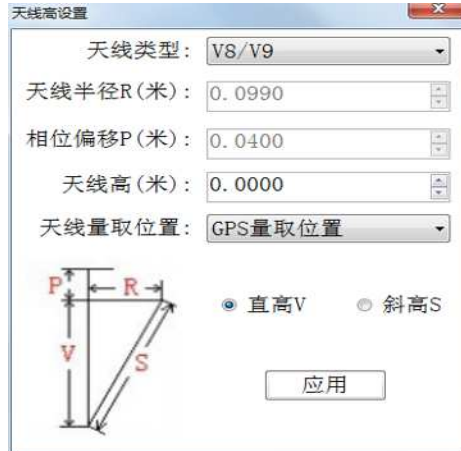 天线高设置
天线类型: V8/V9
天线半径R(米): 0.0990
相位偏移P(米): 0.0400
天线高(米): 0.0000
天线量取位置: GPS量取位置
P R
V S
直高V 斜高S
应用